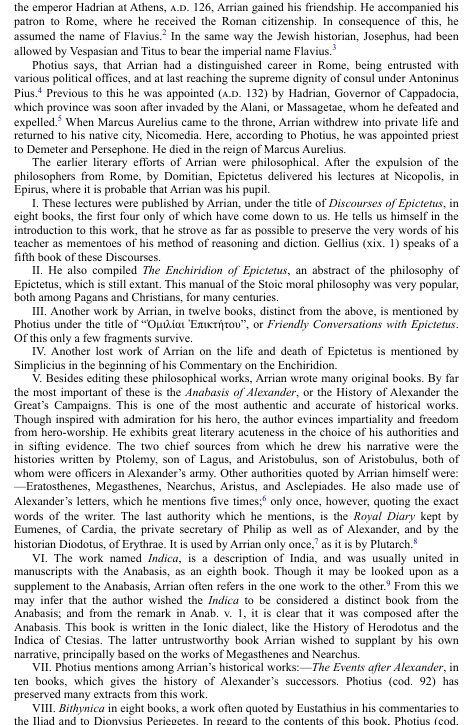 the emperor Hadrian at Athens, A.D. 126, Arrian gained his friendship. He accompanied his
patron to Rome, where he received the Roman citizenship. In consequence of this, he
assumed the name of Flavius.2 In the same way the Jewish historian, Josephus, had been
allowed by Vespasian and Titus to bear the imperial name Flavius.3
Photius says, that Arrian had a distinguished career in Rome, being entrusted with
various political offices, and at last reaching the supreme dignity of consul under Antoninus
Pius.4 Previous to this he was appointed (A.D. 132) by Hadrian, Governor of Cappadocia,
which province was soon after invaded by the Alani, or Massagetae, whom he defeated and
expelled.5 When Marcus Aurelius came to the throne, Arrian withdrew into private life and
returned to his native city, Nicomedia. Here, according to Photius, he was appointed priest
to Demeter and Persephone. He died in the reign of Marcus Aurelius.
The earlier literary efforts of Arrian were philosophical. After the expulsion of the
philosophers from Rome, by Domitian, Epictetus delivered his lectures at Nicopolis, in
Epirus, where it is probable that Arrian was his pupil.
I. These lectures were published by Arrian, under the title of Discourses of Epictetus, in
eight books, the first four only of which have come down to us. He tells us himself in the
introduction to this work, that he strove as far as possible to preserve the very words of his
teacher as mementoes of his method of reasoning and diction. Gellius (xix. 1) speaks of a
fifth book of these Discourses.
II. He also compiled The Enchiridion of Epictetus, an abstract of the philosophy of
Epictetus, which is still extant. This manual of the Stoic moral philosophy was very popular,
both among Pagans and Christians, for many centuries.
III. Another work by Arrian, in twelve books, distinct from the above, is mentioned by
Photius under the title of “Ὁμιλίαι Ἐπικτήτου”, or Friendly Conversations with Epictetus.
Of this only a few fragments survive.
IV. Another lost work of Arrian on the life and death of Epictetus is mentioned by
Simplicius in the beginning of his Commentary on the Enchiridion.
V. Besides editing these philosophical works, Arrian wrote many original books. By far
the most important of these is the Anabasis of Alexander, or the History of Alexander the
Great’s Campaigns. This is one of the most authentic and accurate of historical works.
Though inspired with admiration for his hero, the author evinces impartiality and freedom
from hero-worship. He exhibits great literary acuteness in the choice of his authorities and
in sifting evidence. The two chief sources from which he drew his narrative were the
histories written by Ptolemy, son of Lagus, and Aristobulus, son of Aristobulus, both of
whom were officers in Alexander’s army. Other authorities quoted by Arrian himself were:
—Eratosthenes, Megasthenes, Nearchus, Aristus, and Asclepiades. He also made use of
Alexander’s letters, which he mentions five times;6 only once, however, quoting the exact
words of the writer. The last authority which he mentions, is the Royal Diary kept by
Eumenes, of Cardia, the private secretary of Philip as well as of Alexander, and by the
historian Diodotus, of Erythrae. It is used by Arrian only once,7 as it is by Plutarch.8
VI. The work named Indica, is a description of India, and was usually united in
manuscripts with the Anabasis, as an eighth book. Though it may be looked upon as a
supplement to the Anabasis, Arrian often refers in the one work to the other.9 From this we
may infer that the author wished the Indica to be considered a distinct book from the
Anabasis; and from the remark in Anab. v. 1, it is clear that it was composed after the
Anabasis. This book is written in the Ionic dialect, like the History of Herodotus and the
Indica of Ctesias. The latter untrustworthy book Arrian wished to supplant by his own
narrative, principally based on the works of Megasthenes and Nearchus.
VII. Photius mentions among Arrian’s historical works:—The Events after Alexander, in
ten books, which gives the history of Alexander’s successors. Photius (cod. 92) has
preserved many extracts from this work.
VIII. Bithynica in eight books, a work often quoted by Eustathius in his commentaries to
the Iliad and to Dionysius Periegetes. In regard to the contents of this book, Photius (cod.